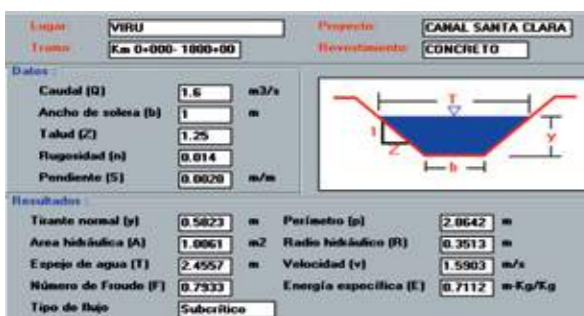 Lugar: VIRU Proyecto: CANAL SANTA CLARA
Tramo: Km 0+000- 1800+00 Revestimiento: CONCRETO
Datos :
Caudal (Q) 1.6 m3/s
Ancho de solera (b) 1 m
Talud (Z) 1.25
Rugosidad (n) 0.014
Pendiente (S) 0.0020 m/m
T
1
Z
y
b
Resultados :
Tirante normal (y) 0.5823 m Perímetro (p) 2.8642 m
Area hidráulica (A) 1.0061 m2 Radio hidráulico (R) 0.3513 m
Espejo de agua (T) 2.4557 m Velocidad (v) 1.5903 m/s
Número de Froude (F) 0.7933 Energía específica (E) 0.7112 m-Kg/Kg
Tipo de flujo Subcrítico